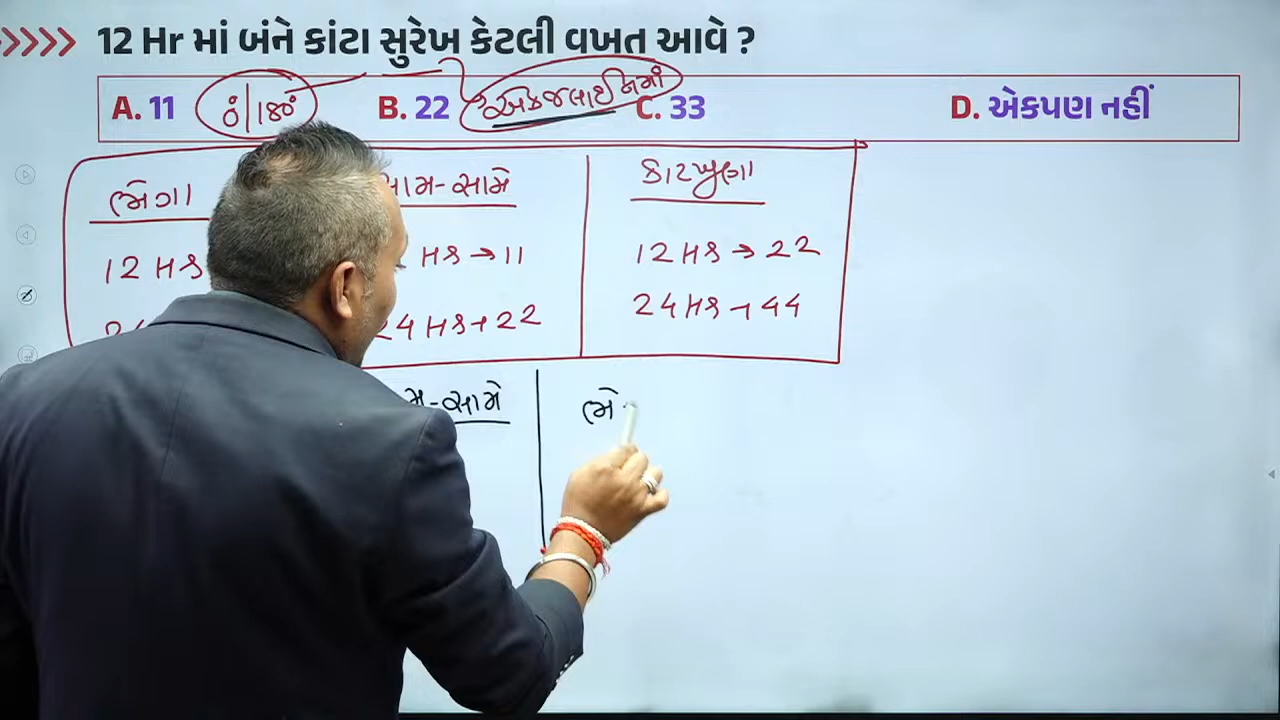 12 Hr માં બંને કાંટા સુરેખ કેટલી વખત આવે ?
A. 11 0°/180° B. 22 એકજ લાઈનમાં C. 33 D. એકપણ નહીં
ભેગા સામ-સામે કાટખુણા
12 HR HR → 11 12 HR → 22
24 HR → 22 24 HR → 44
મ-સામે ભે